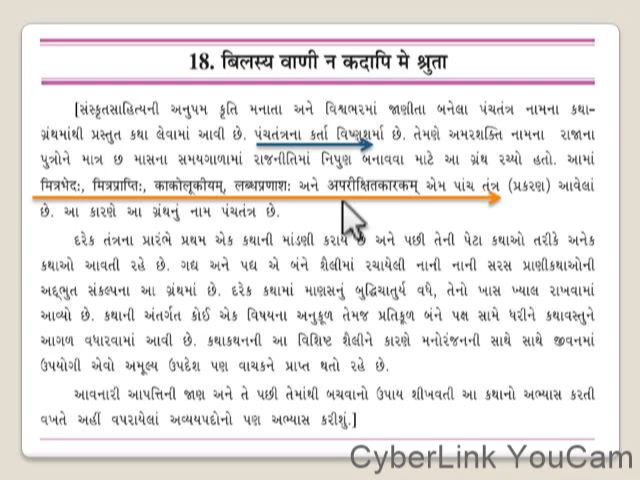 18. बिलस्य वाणी न कदापि मे श्रुता
[સંસ્કૃતસાહિત્યની અનુપમ કૃતિ મનાતા અને વિશ્વભરમાં જાણીતા બનેલા પંચતંત્ર નામના કથા-
ગ્રંથમાંથી પ્રસ્તુત કથા લેવામાં આવી છે. પંચતંત્રના કર્તા વિષ્ણુશર્મા છે. તેમણે અમરશક્તિ નામના રાજાના
પુત્રોને માત્ર છ માસના સમયગાળામાં રાજનીતિમાં નિપુણ બનાવવા માટે આ ગ્રંથ રચ્યો હતો. આમાં
मित्रभेदः, मित्रप्राप्तिः, काकोलूकीयम्, लब्धप्रणाशः અને अपरीक्षितकारकम् એમ પાંચ તંત્ર (પ્રકરણ) આવેલાં
છે. આ કારણે આ ગ્રંથનું નામ પંચતંત્ર છે.
દરેક તંત્રના પ્રારંભે પ્રથમ એક કથાની માંડણી કરાય છે અને પછી તેની પેટા કથાઓ તરીકે અનેક
કથાઓ આવતી રહે છે. ગદ્ય અને પદ્ય એ બંને શૈલીમાં રચાયેલી નાની નાની સરસ પ્રાણીકથાઓની
અદ્ભુત સંકલ્પના આ ગ્રંથમાં છે. દરેક કથામાં માણસનું બુદ્ધિચાતુર્ય વધે, તેનો ખાસ ખ્યાલ રાખવામાં
આવ્યો છે. કથાની અંતર્ગત કોઈ એક વિષયના અનુકૂળ તેમજ પ્રતિકૂળ બંને પક્ષ સામે ધરીને કથાવસ્તુને
આગળ વધારવામાં આવી છે. કથાકથનની આ વિશિષ્ટ શૈલીને કારણે મનોરંજનની સાથે સાથે જીવનમાં
ઉપયોગી એવો અમૂલ્ય ઉપદેશ પણ વાચકને પ્રાપ્ત થતો રહે છે.
આવનારી આપત્તિની જાણ અને તે પછી તેમાંથી બચવાનો ઉપાય શીખવતી આ કથાનો અભ્યાસ કરતી
વખતે અહીં વપરાયેલાં અવ્યયપદોનો પણ અભ્યાસ કરીશું.]
CyberLink YouCam